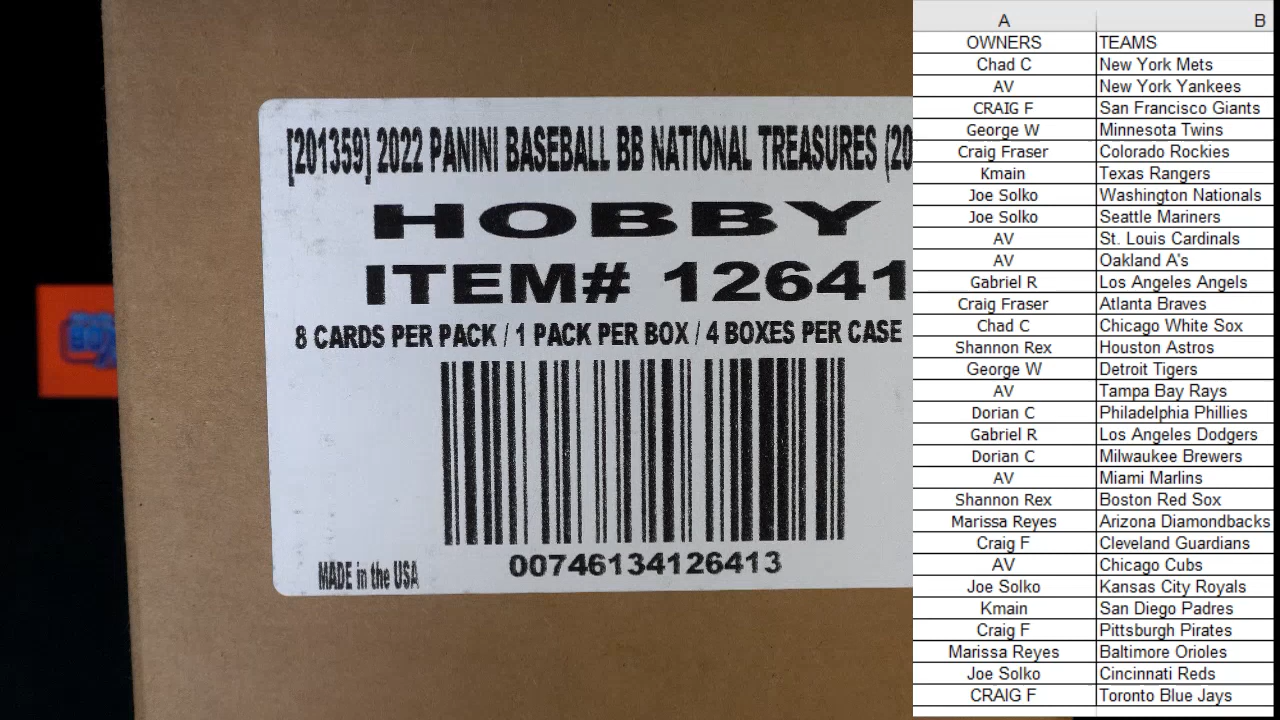 [201359] 2022 PANINI BASEBALL BB NATIONAL TREASURES (20
HOBBY
ITEM# 12641
8 CARDS PER PACK / 1 PACK PER BOX / 4 BOXES PER CASE
00746134126413
MADE in the USA
A B
OWNERS TEAMS
Chad C New York Mets
AV New York Yankees
CRAIG F San Francisco Giants
George W Minnesota Twins
Craig Fraser Colorado Rockies
Kmain Texas Rangers
Joe Solko Washington Nationals
Joe Solko Seattle Mariners
AV St. Louis Cardinals
AV Oakland A's
Gabriel R Los Angeles Angels
Craig Fraser Atlanta Braves
Chad C Chicago White Sox
Shannon Rex Houston Astros
George W Detroit Tigers
AV Tampa Bay Rays
Dorian C Philadelphia Phillies
Gabriel R Los Angeles Dodgers
Dorian C Milwaukee Brewers
AV Miami Marlins
Shannon Rex Boston Red Sox
Marissa Reyes Arizona Diamondbacks
Craig F Cleveland Guardians
AV Chicago Cubs
Joe Solko Kansas City Royals
Kmain San Diego Padres
Craig F Pittsburgh Pirates
Marissa Reyes Baltimore Orioles
Joe Solko Cincinnati Reds
CRAIG F Toronto Blue Jays